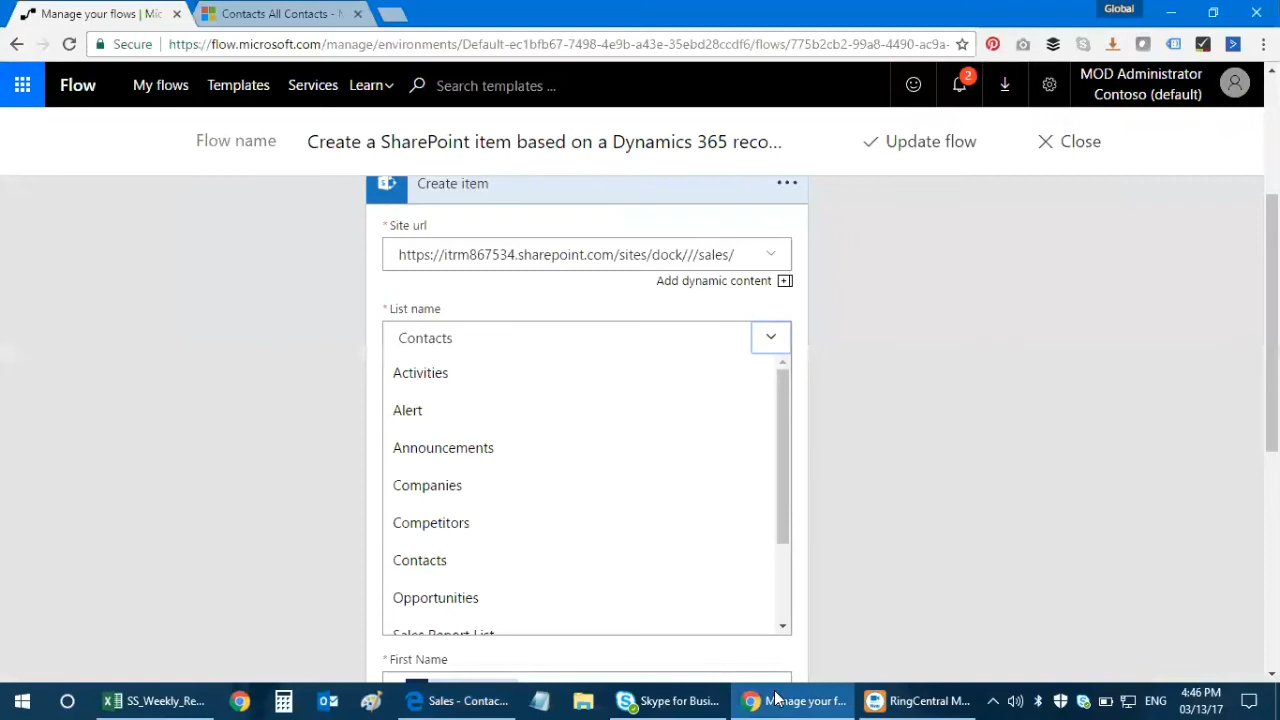 Manage your flows | Mic
Contacts All Contacts - M
Global
Secure
https://flow.microsoft.com/manage/environments/Default-ec1bfb67-7498-4e9b-a43e-35ebd28ccdf6/flows/775b2cb2-99a8-4490-ac9a-
Flow
My flows
Templates
Services
Learn
Search templates ...
2
MOD Administrator
Contoso (default)
Flow name
Create a SharePoint item based on a Dynamics 365 reco...
Update flow
Close
Create item
...
* Site url
https://itrm867534.sharepoint.com/sites/dock///sales/
Add dynamic content
* List name
Contacts
Activities
Alert
Announcements
Companies
Competitors
Contacts
Opportunities
Sales Report List
* First Name
SS_Weekly_Re...
Sales - Contac...
Skype for Busi...
Manage your f...
RingCentral M...
ENG
4:46 PM
03/13/17